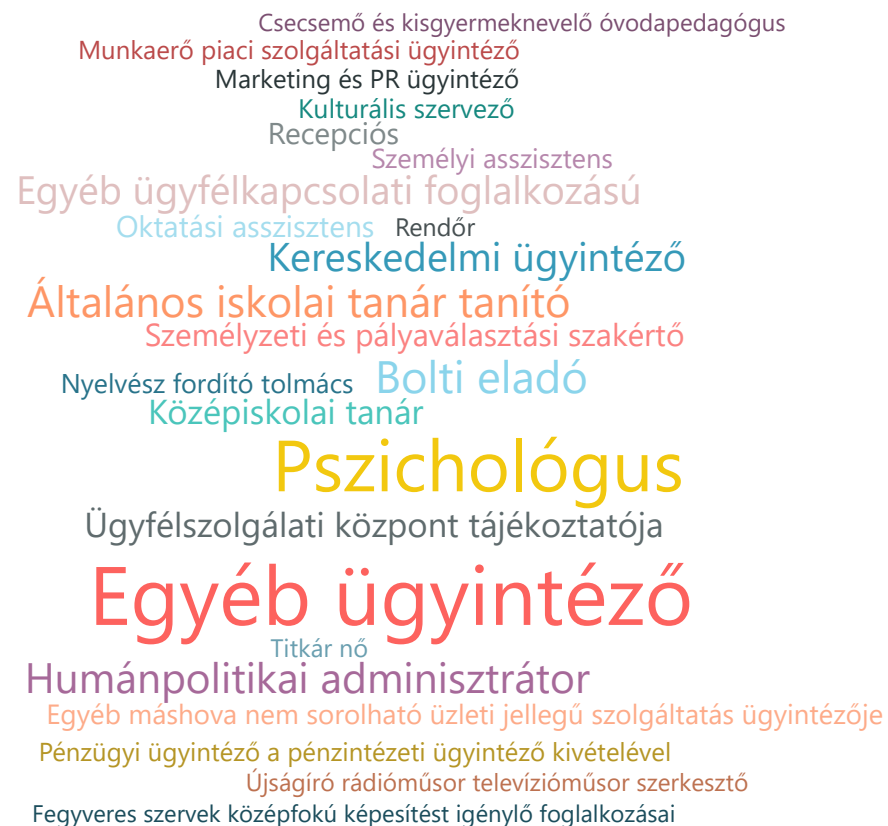 Csecsemő és kisgyermeknevelő óvodapedagógus
Munkaerő piaci szolgáltatási ügyintéző
Marketing és PR ügyintéző
Kulturális szervező
Recepciós
Személyi asszisztens
Egyéb ügyfélkapcsolati foglalkozású
Oktatási asszisztens Rendőr
Kereskedelmi ügyintéző
Általános iskolai tanár tanító
Személyzeti és pályaválasztási szakértő
Nyelvész fordító tolmács Bolti eladó
Középiskolai tanár
Pszichológus
Ügyfélszolgálati központ tájékoztatója
Egyéb ügyintéző
Titkár nő
Humánpolitikai adminisztrátor
Egyéb máshova nem sorolható üzleti jellegű szolgáltatás ügyintézője
Pénzügyi ügyintéző a pénzintézeti ügyintéző kivételével
Újságíró rádióműsor televízióműsor szerkesztő
Fegyveres szervek középfokú képesítést igénylő foglalkozásai